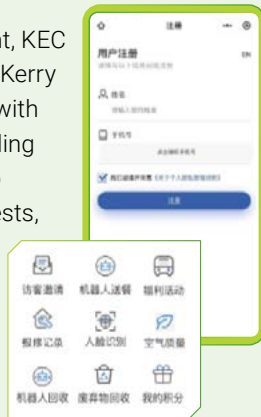 t, KEC
Kerry
with
ling
ests,
注册
用户注册
EN
姓名
手机号
注册
访客邀请 机器人送餐 福利活动
报修记录 人脸识别 空气质量
机器人回收 废弃物回收 我的积分